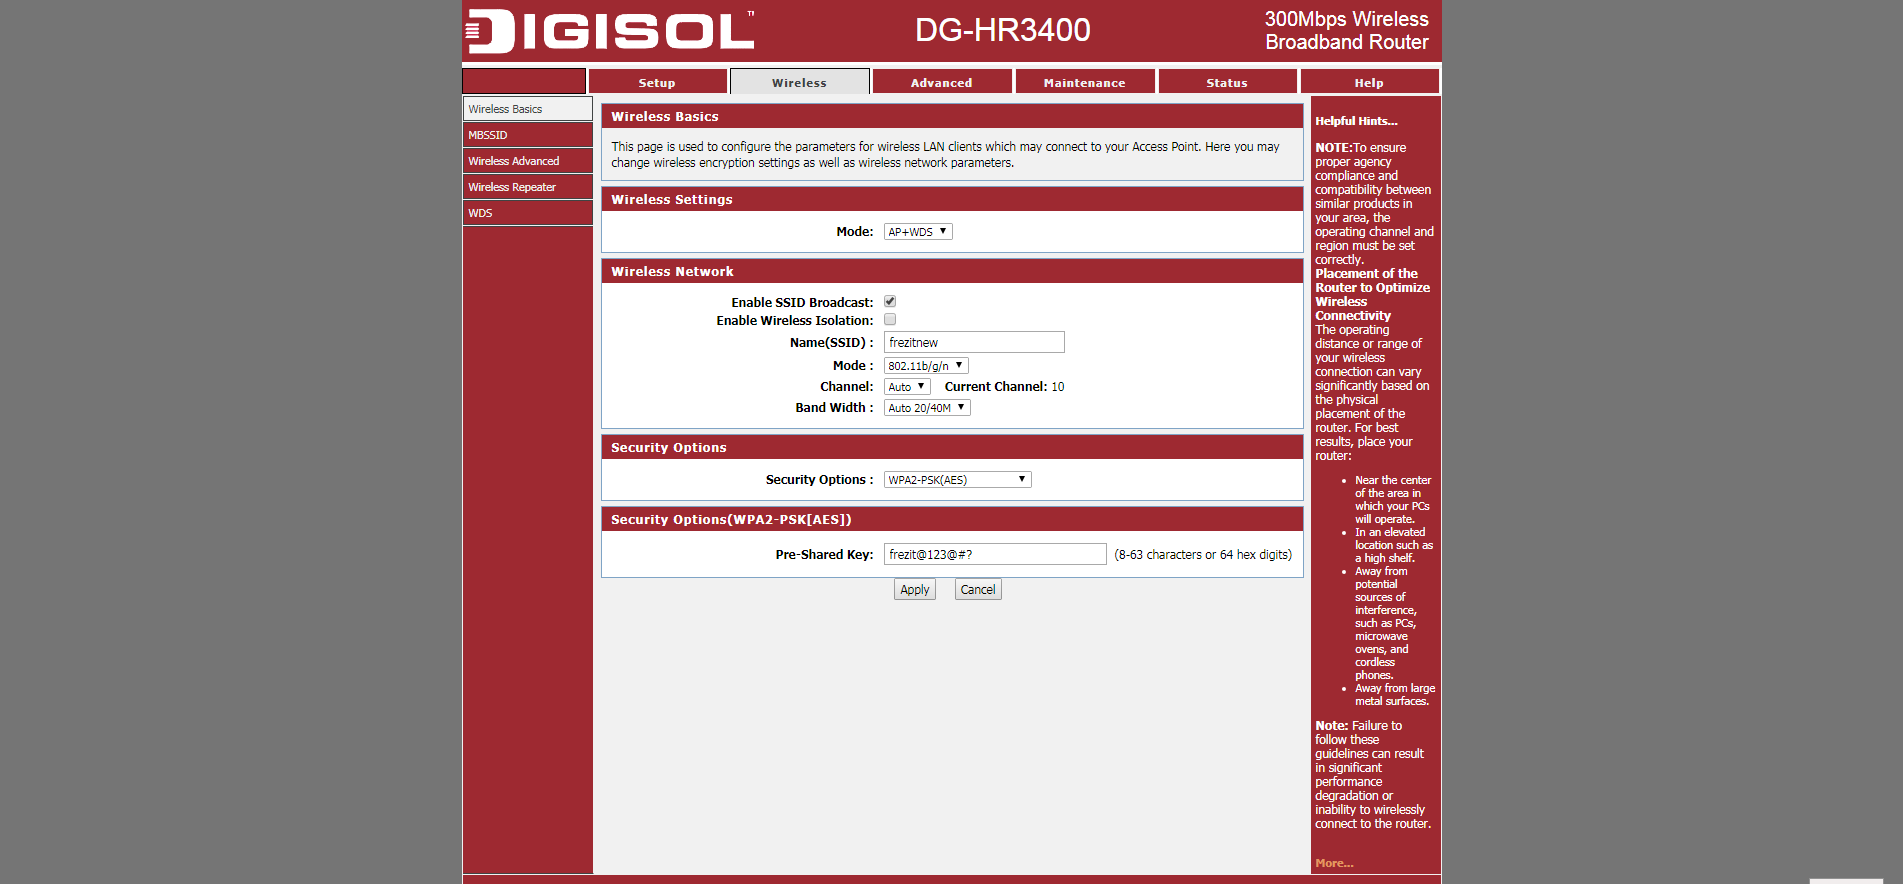 DIGISOL™
DG-HR3400
300Mbps Wireless
Broadband Router
Setup
Wireless
Advanced
Maintenance
Status
Help
Wireless Basics
MBSSID
Wireless Advanced
Wireless Repeater
WDS
Wireless Basics
This page is used to configure the parameters for wireless LAN clients which may connect to your Access Point. Here you may
change wireless encryption settings as well as wireless network parameters.
Wireless Settings
Mode: AP+WDS
Wireless Network
Enable SSID Broadcast:
Enable Wireless Isolation:
Name(SSID) : frezitnew
Mode : 802.11b/g/n
Channel: Auto Current Channel: 10
Band Width : Auto 20/40M
Security Options
Security Options : WPA2-PSK(AES)
Security Options(WPA2-PSK[AES])
Pre-Shared Key: frezit@123@#? (8-63 characters or 64 hex digits)
Apply Cancel
Helpful Hints...
NOTE:To ensure
proper agency
compliance and
compatibility between
similar products in
your area, the
operating channel and
region must be set
correctly.
Placement of the
Router to Optimize
Wireless
Connectivity
The operating
distance or range of
your wireless
connection can vary
significantly based on
the physical
placement of the
router. For best
results, place your
router:
• Near the center
of the area in
which your PCs
will operate.
• In an elevated
location such as
a high shelf.
• Away from
potential
sources of
interference,
such as PCs,
microwave
ovens, and
cordless
phones.
• Away from large
metal surfaces.
Note: Failure to
follow these
guidelines can result
in significant
performance
degradation or
inability to wirelessly
connect to the router.
More...